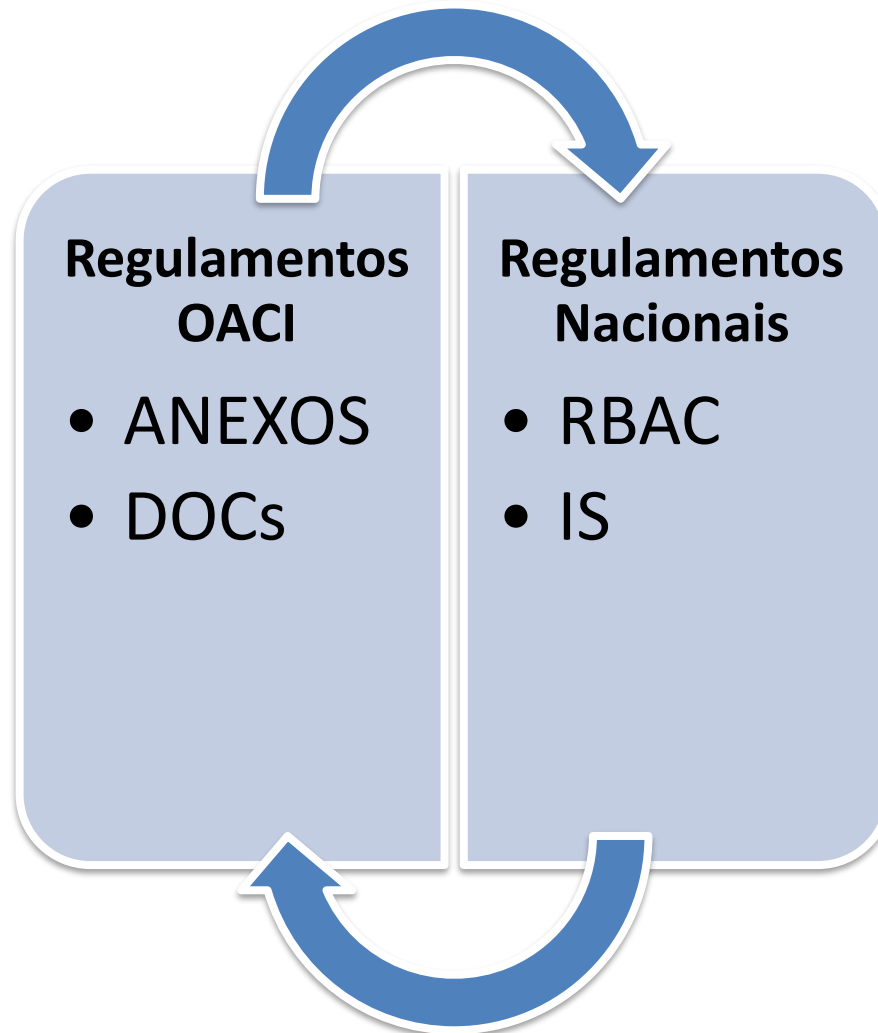 Regulamentos
OACI
• ANEXOS
• DOCs
Regulamentos
Nacionais
• RBAC
• IS